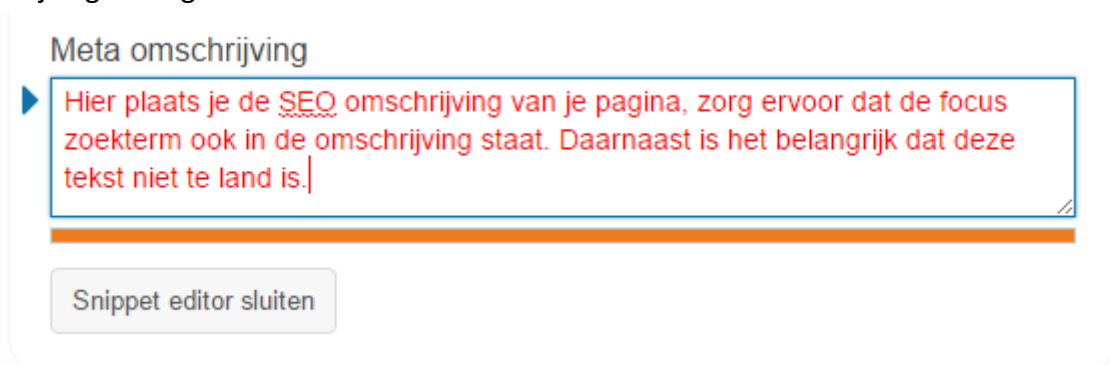 Meta omschrijving
Hier plaats je de SEO omschrijving van je pagina, zorg ervoor dat de focus
zoekterm ook in de omschrijving staat. Daarnaast is het belangrijk dat deze
tekst niet te land is.
Snippet editor sluiten